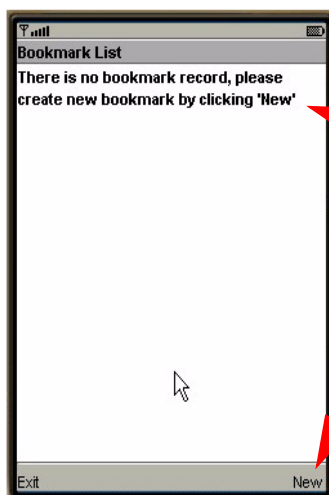 Bookmark List
There is no bookmark record, please
create new bookmark by clicking 'New'
Exit New